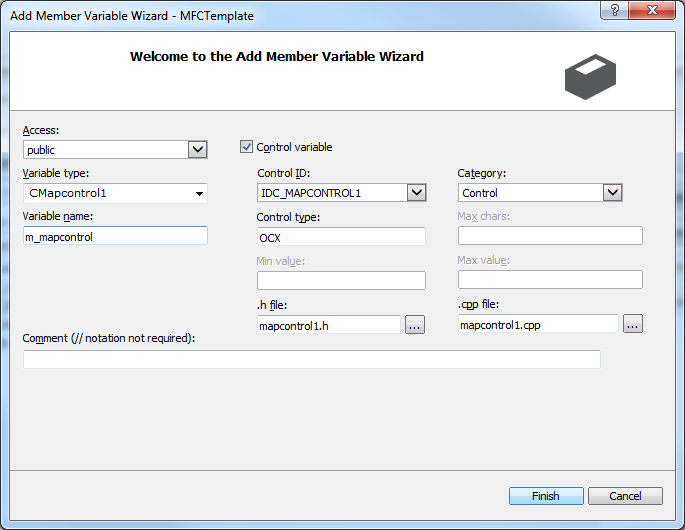 Add Member Variable Wizard - MFCTemplate
Welcome to the Add Member Variable Wizard
Access:
public
Control variable
Variable type:
CMapcontrol1
Control ID:
IDC_MAPCONTROL1
Category:
Control
Variable name:
m_mapcontrol
Control type:
OCX
Max chars:
Min value:
Max value:
.h file:
mapcontrol1.h
...
.cpp file:
mapcontrol1.cpp
...
Comment (// notation not required):
Finish
Cancel